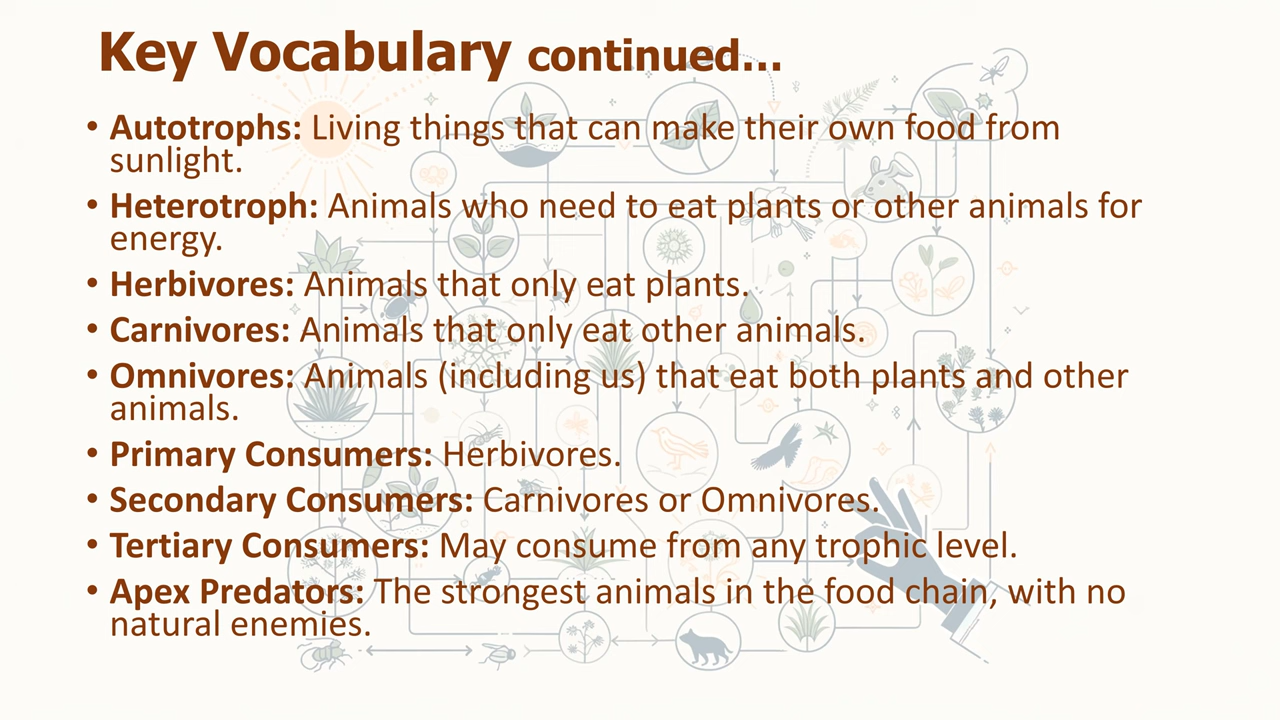 Key Vocabulary continued...
• Autotrophs: Living things that can make their own food from
sunlight.
• Heterotroph: Animals who need to eat plants or other animals for
energy.
• Herbivores: Animals that only eat plants.
• Carnivores: Animals that only eat other animals.
• Omnivores: Animals (including us) that eat both plants and other
animals.
• Primary Consumers: Herbivores.
• Secondary Consumers: Carnivores or Omnivores.
• Tertiary Consumers: May consume from any trophic level.
• Apex Predators: The strongest animals in the food chain, with no
natural enemies.